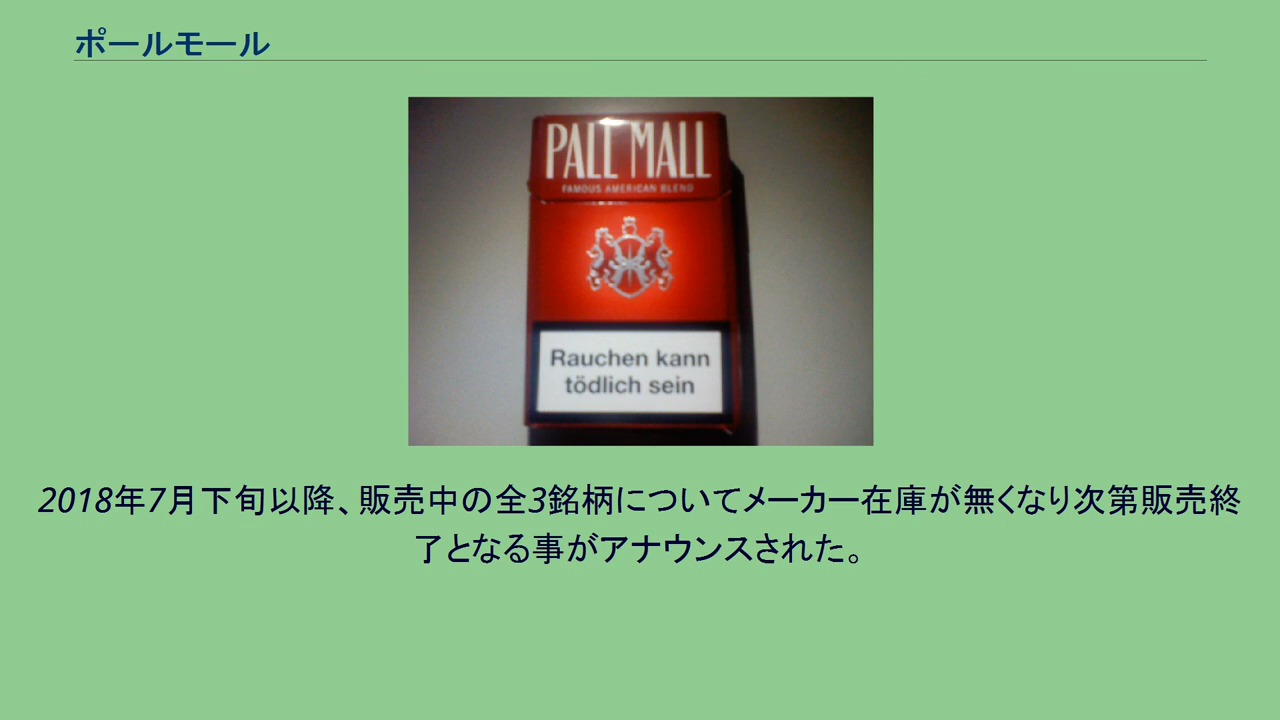 ポールモール
PALL MALL
FAMOUS AMERICAN BLEND
Rauchen kann
tödlich sein
2018年7月下旬以降、販売中の全3銘柄についてメーカー在庫が無くなり次第販売終
了となる事がアナウンスされた。